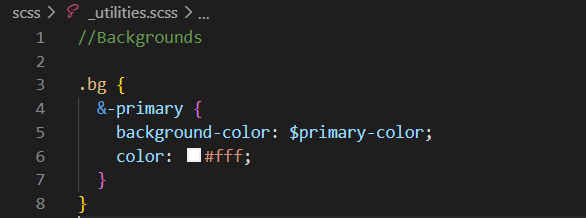 scss > _utilities.scss > ...
1 //Backgrounds
2
3 .bg {
4 &-primary {
5 background-color: $primary-color;
6 color: #fff;
7 }
8 }